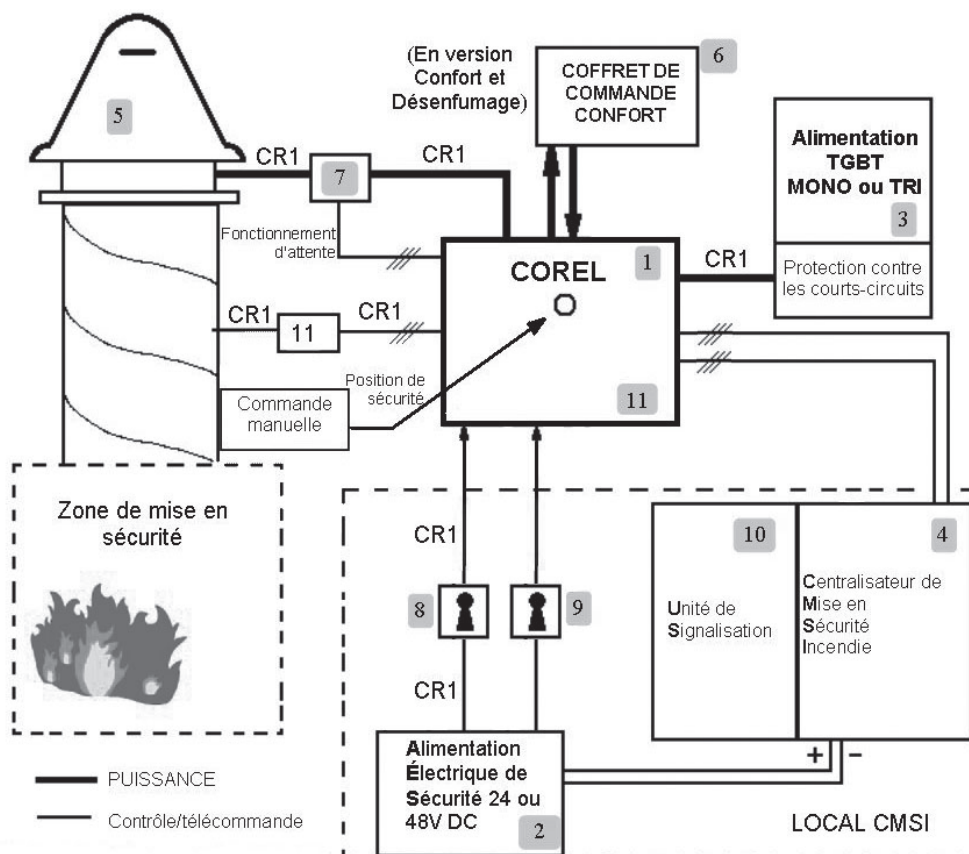 (En version
Confort et
Désenfumage)
6
COFFRET DE
COMMANDE
CONFORT
5
Alimentation
TGBT
MONO ou TRI
3
Protection contre
les courts-circuits
CR1
7
CR1
Fonctionnement
d'attente
COREL
1
CR1
CR1
11
CR1
Position de
sécurité
Commande
manuelle
11
Zone de mise en
sécurité
CR1
8
9
CR1
10
Unité de
Signalisation
4
Centralisateur de
Mise en
Sécurité
Incendie
+ -
Alimentation
Électrique de
Sécurité 24 ou
48V DC
2
PUISSANCE
Contrôle/télécommande
LOCAL CMSI